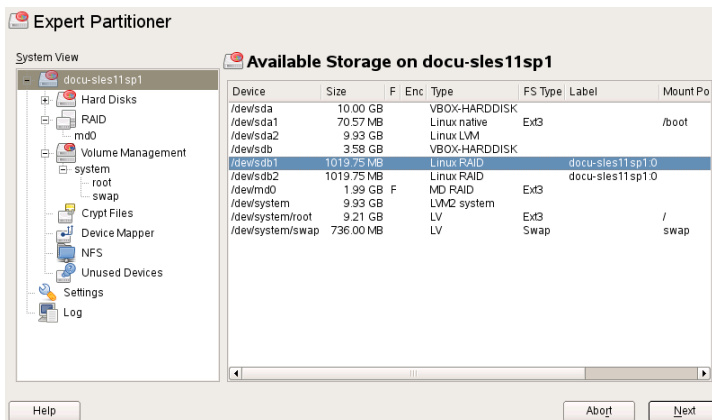 Expert Partitioner
System View
docu-sles11sp1
Hard Disks
RAID
md0
Volume Management
system
root
swap
Crypt Files
Device Mapper
NFS
Unused Devices
Settings
Log
Available Storage on docu-sles11sp1
Device Size F Enc Type FS Type Label Mount Po
/dev/sda 10.00 GB VBOX-HARDDISK
/dev/sda1 70.57 MB Linux native Ext3 /boot
/dev/sda2 9.93 GB Linux LVM
/dev/sdb 3.58 GB VBOX-HARDDISK
/dev/sdb1 1019.75 MB Linux RAID docu-sles11sp1:0
/dev/sdb2 1019.75 MB Linux RAID docu-sles11sp1:0
/dev/md0 1.99 GB F MD RAID Ext3
/dev/system 9.93 GB LVM2 system
/dev/system/root 9.21 GB LV Ext3 /
/dev/system/swap 736.00 MB LV Swap swap
Help Abort Next